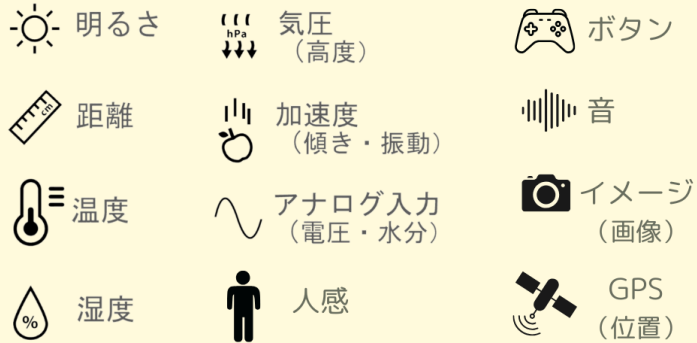 明るさ
hPa
気圧
（高度）
ボタン
cm
距離
加速度
（傾き・振動）
音
温度
アナログ入力
（電圧・水分）
イメージ
（画像）
%
湿度
人感
GPS
（位置）